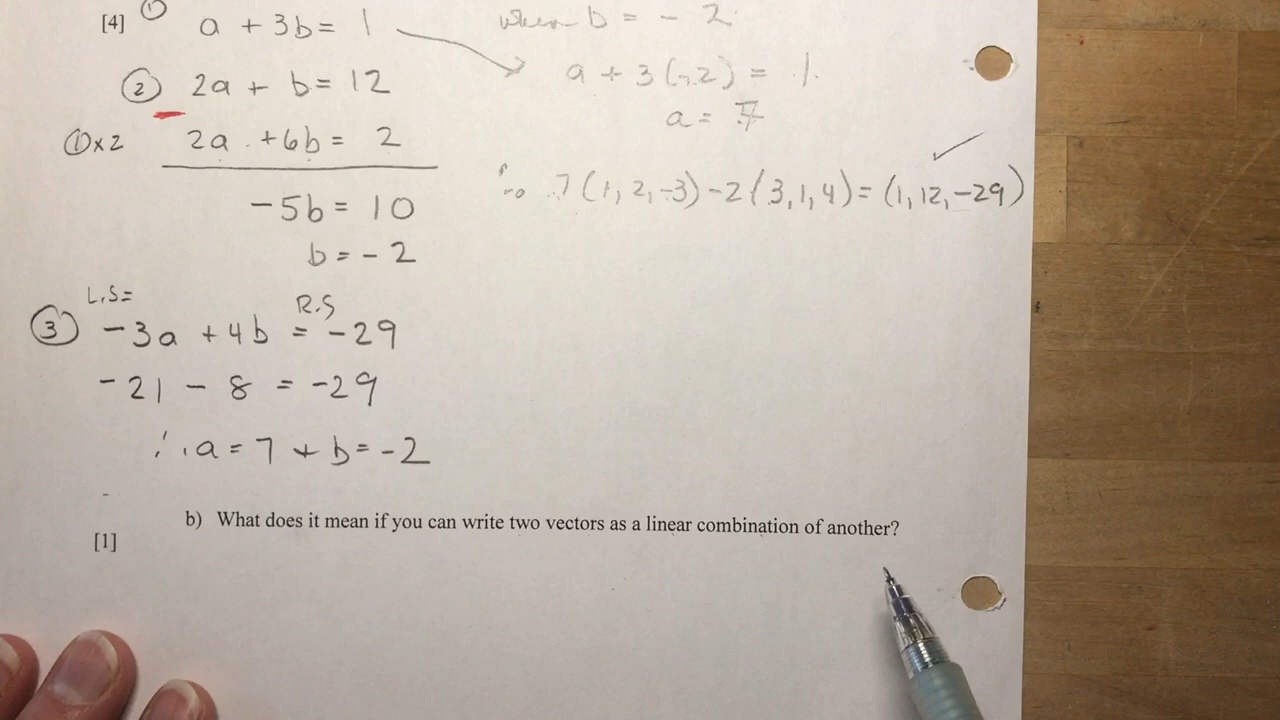 ①
[4] a + 3b = 1
② 2a + b = 12
①x2 2a + 6b = 2
-5b = 10
b = -2
when b = -2
a + 3(-2) = 1
a = 7
7(1, 2, -3) - 2(3, 1, 4) = (1, 12, -29)
L.S = R.S
③ -3a + 4b = -29
-21 - 8 = -29
∴ a = 7 + b = -2
b) What does it mean if you can write two vectors as a linear combination of another?
[1]